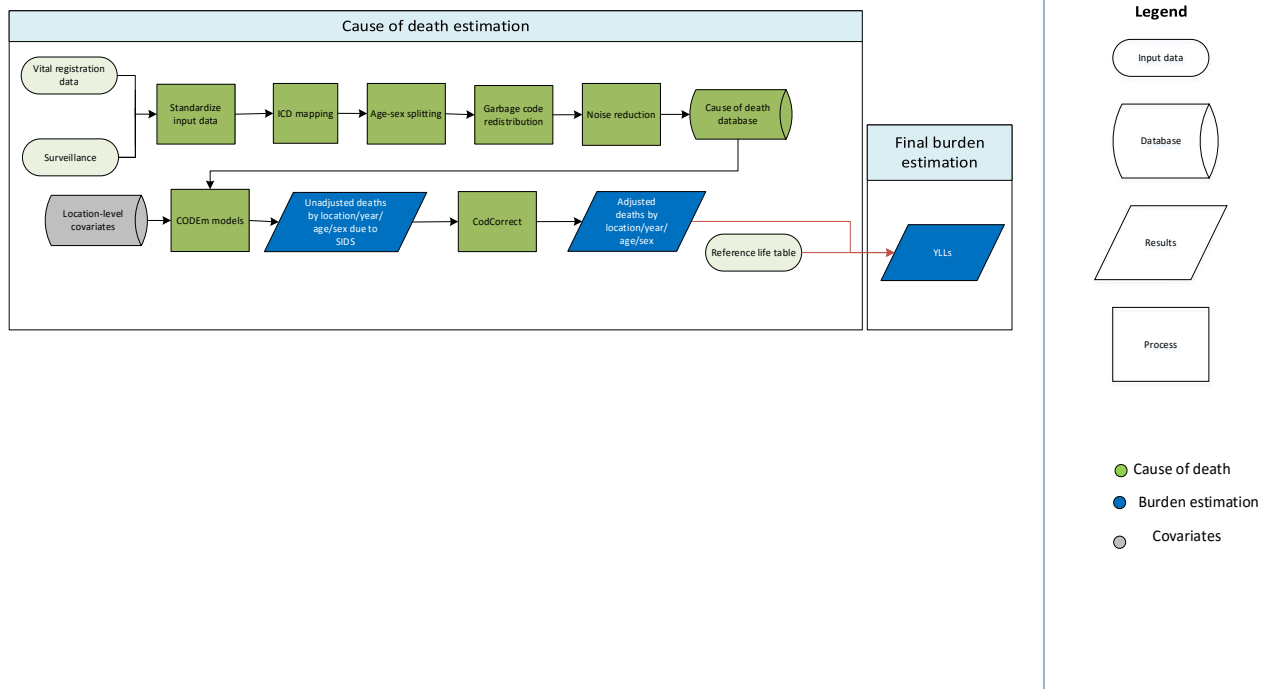 Cause of death estimation
Vital registration
data
Surveillance
Standardize
input data
ICD mapping
Age-sex splitting
Garbage code
redistribution
Noise reduction
Cause of death
database
Location-level
covariates
CODEm models
Unadjusted deaths
by location/year/
age/sex due to
SIDS
CodCorrect
Adjusted
deaths by
location/year/
age/sex
Reference life table
Final burden
estimation
YLLs
Legend
Input data
Database
Results
Process
Cause of death
Burden estimation
Covariates